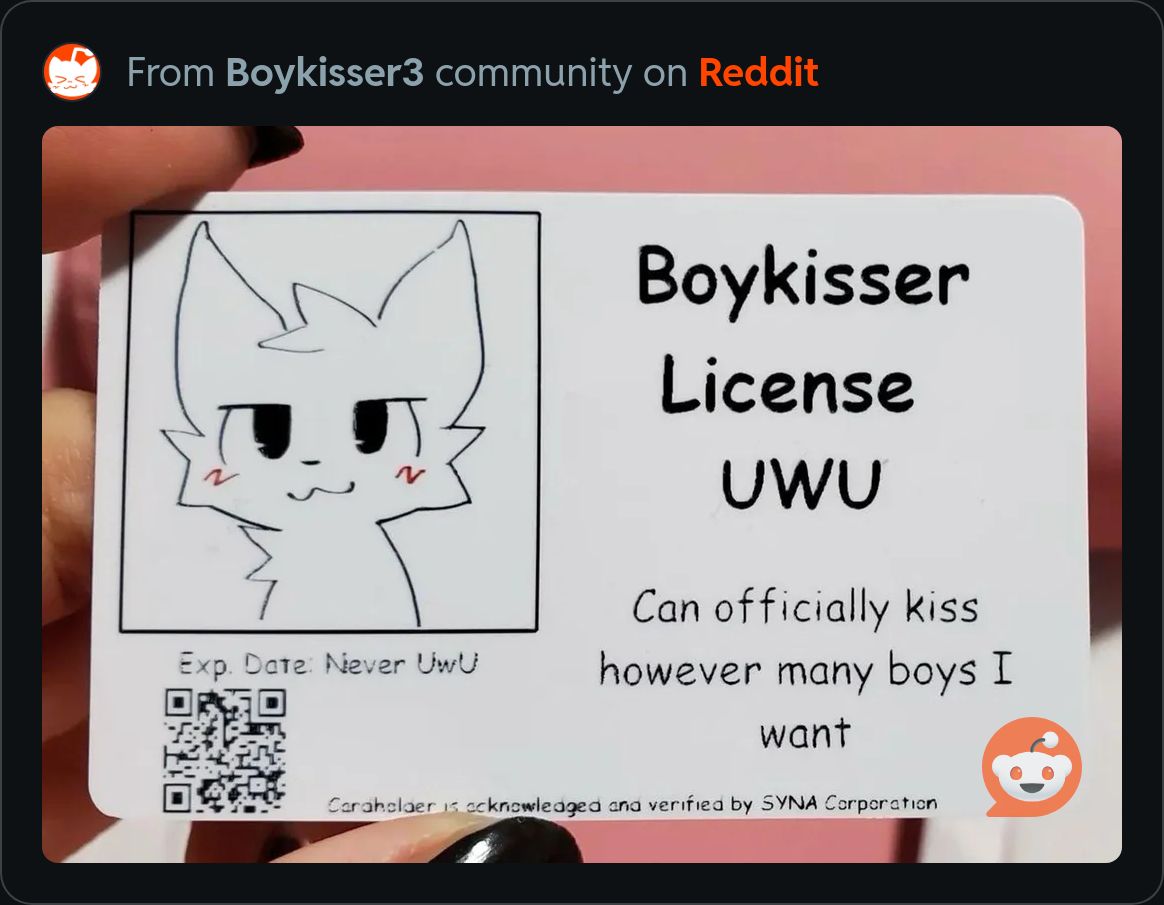 From Boykisser3 community on Reddit
Boykisser
License
UWU
Can officially kiss
however many boys I
want
Exp. Date: Never UwU
Cardholder is acknowledged and verified by SYNA Corporation